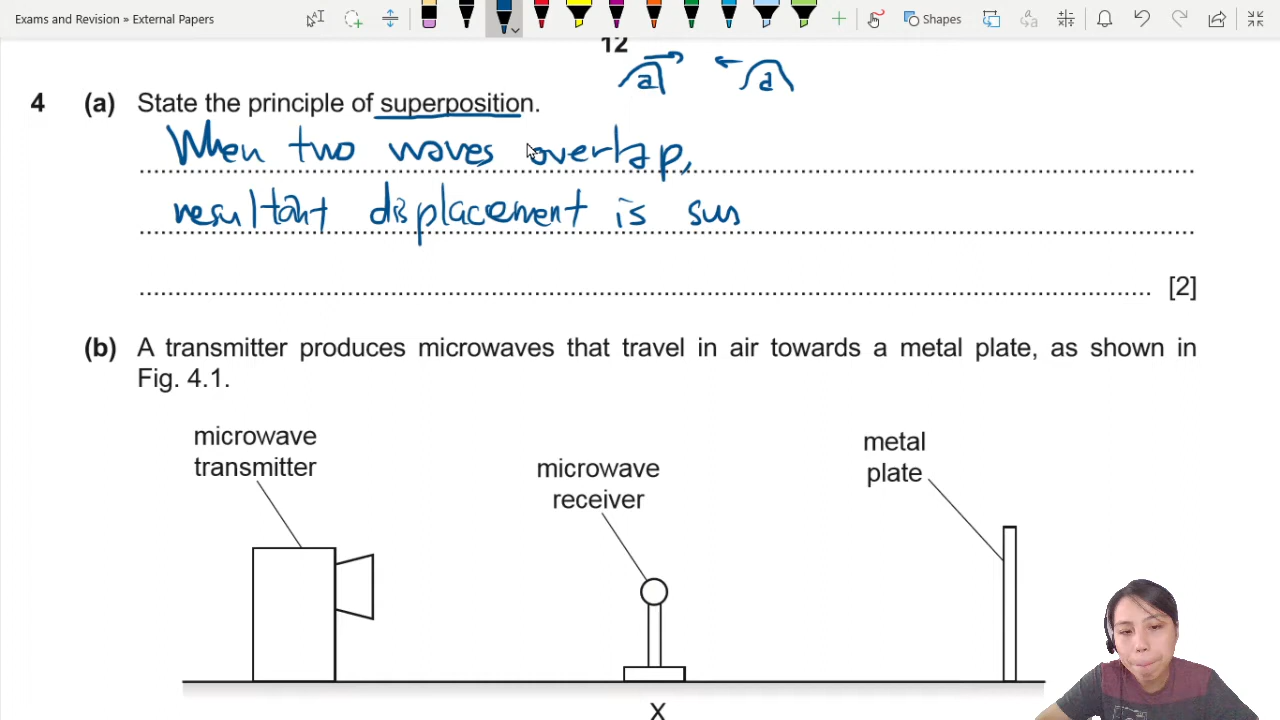 Exams and Revision » External Papers
Shapes
12
a a
4 (a) State the principle of superposition.
When two waves overlap,
resultant displacement is sum
[2]
(b) A transmitter produces microwaves that travel in air towards a metal plate, as shown in
Fig. 4.1.
microwave
transmitter
microwave
receiver
metal
plate
X